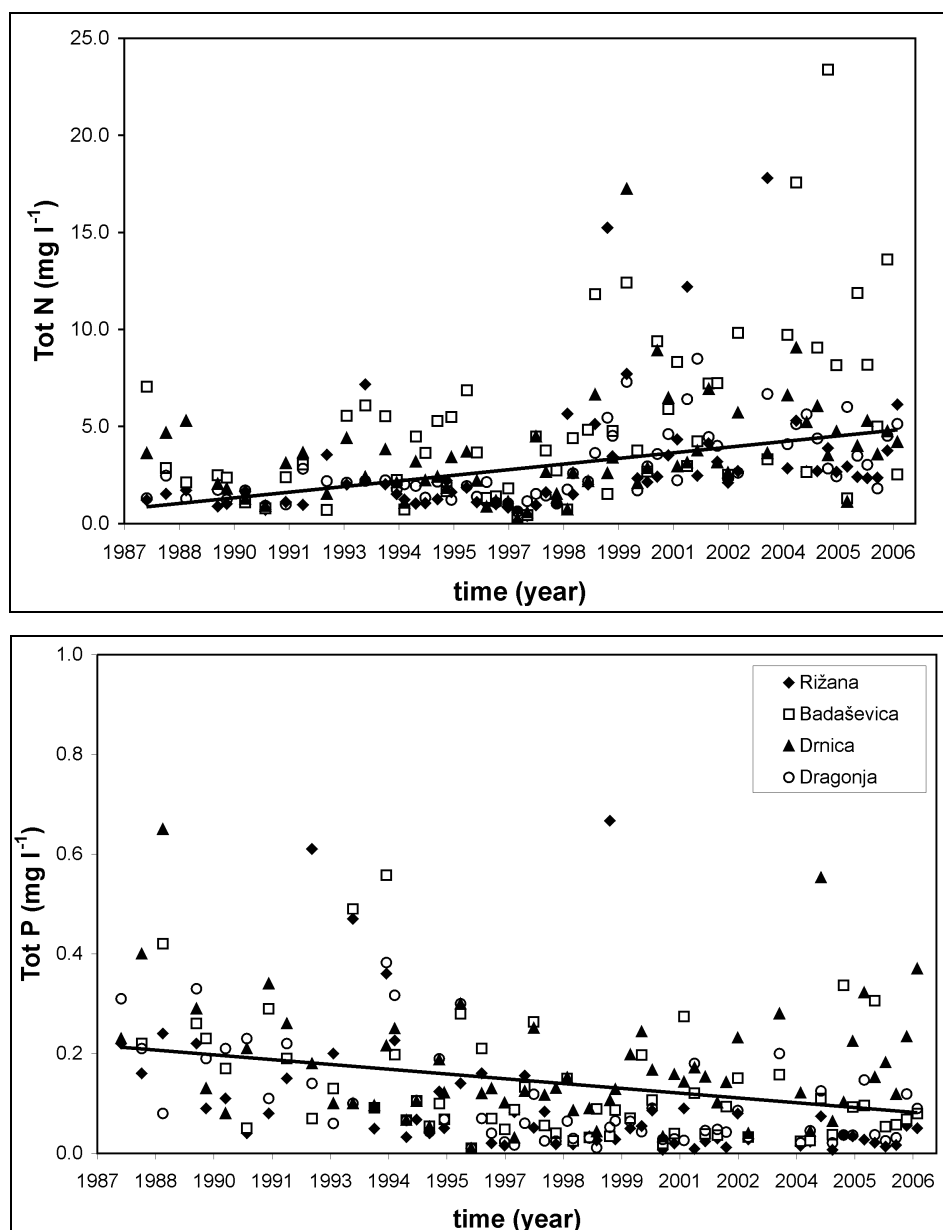 25.0
20.0
15.0
10.0
5.0
0.0
Tot N (mg l⁻¹)
1987 1988 1990 1991 1993 1994 1995 1997 1998 1999 2001 2002 2004 2005 2006
time (year)
1.0
0.8
0.6
0.4
0.2
0.0
Tot P (mg l⁻¹)
Rižana
Badaševica
Drnica
Dragonja
1987 1988 1990 1991 1993 1994 1995 1997 1998 1999 2001 2002 2004 2005 2006
time (year)